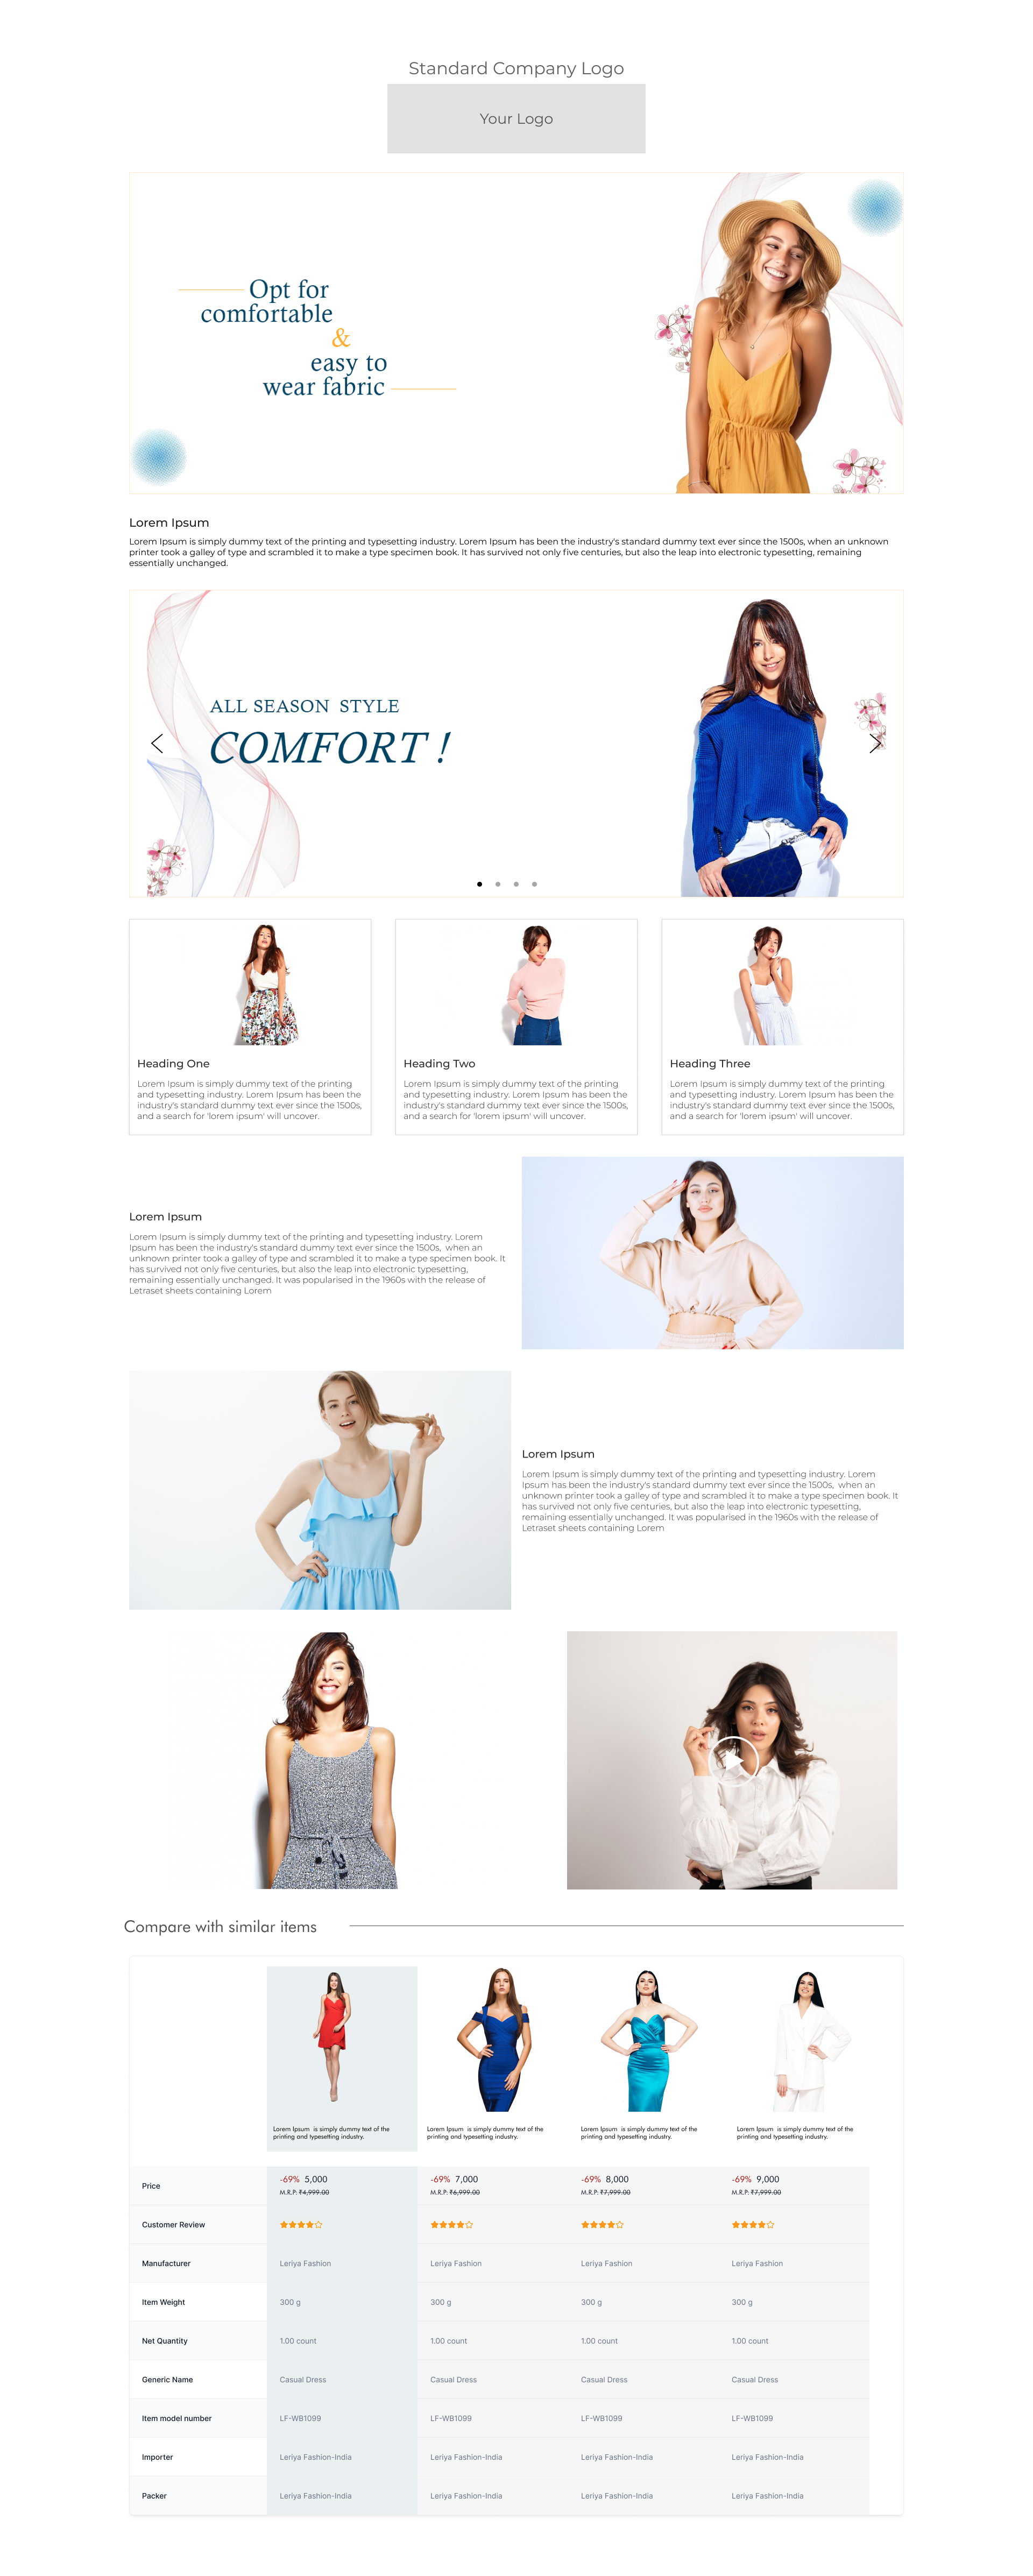 Standard Company Logo
Your Logo
Opt for
comfortable
&
easy to
wear fabric
Lorem Ipsum
Lorem Ipsum is simply dummy text of the printing and typesetting industry. Lorem Ipsum has been the industry's standard dummy text ever since the 1500s, when an unknown
printer took a galley of type and scrambled it to make a type specimen book. It has survived not only five centuries, but also the leap into electronic typesetting, remaining
essentially unchanged.
ALL SEASON STYLE
COMFORT !
Heading One
Lorem Ipsum is simply dummy text of the printing
and typesetting industry. Lorem Ipsum has been the
industry's standard dummy text ever since the 1500s,
and a search for 'lorem ipsum' will uncover.
Heading Two
Lorem Ipsum is simply dummy text of the printing
and typesetting industry. Lorem Ipsum has been the
industry's standard dummy text ever since the 1500s,
and a search for 'lorem ipsum' will uncover.
Heading Three
Lorem Ipsum is simply dummy text of the printing
and typesetting industry. Lorem Ipsum has been the
industry's standard dummy text ever since the 1500s,
and a search for 'lorem ipsum' will uncover.
Lorem Ipsum
Lorem Ipsum is simply dummy text of the printing and typesetting industry. Lorem
Ipsum has been the industry's standard dummy text ever since the 1500s, when an
unknown printer took a galley of type and scrambled it to make a type specimen book. It
has survived not only five centuries, but also the leap into electronic typesetting,
remaining essentially unchanged. It was popularised in the 1960s with the release of
Letraset sheets containing Lorem
Lorem Ipsum
Lorem Ipsum is simply dummy text of the printing and typesetting industry. Lorem
Ipsum has been the industry's standard dummy text ever since the 1500s, when an
unknown printer took a galley of type and scrambled it to make a type specimen book. It
has survived not only five centuries, but also the leap into electronic typesetting,
remaining essentially unchanged. It was popularised in the 1960s with the release of
Letraset sheets containing Lorem
Compare with similar items
Lorem Ipsum is simply dummy text of the
printing and typesetting industry.
Lorem Ipsum is simply dummy text of the
printing and typesetting industry.
Lorem Ipsum is simply dummy text of the
printing and typesetting industry.
Lorem Ipsum is simply dummy text of the
printing and typesetting industry.
Price
-69% 5,000
M.R.P: ₹4,999.00
-69% 7,000
M.R.P: ₹6,999.00
-69% 8,000
M.R.P: ₹7,999.00
-69% 9,000
M.R.P: ₹7,999.00
Customer Review
Manufacturer Leriya Fashion Leriya Fashion Leriya Fashion Leriya Fashion
Item Weight 300 g 300 g 300 g 300 g
Net Quantity 1.00 count 1.00 count 1.00 count 1.00 count
Generic Name Casual Dress Casual Dress Casual Dress Casual Dress
Item model number LF-WB1099 LF-WB1099 LF-WB1099 LF-WB1099
Importer Leriya Fashion-India Leriya Fashion-India Leriya Fashion-India Leriya Fashion-India
Packer Leriya Fashion-India Leriya Fashion-India Leriya Fashion-India Leriya Fashion-India